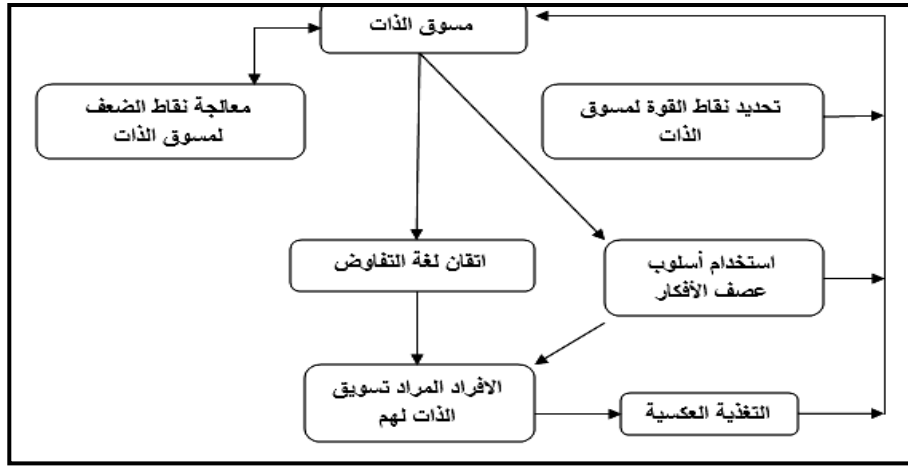 مسوق الذات
تحديد نقاط القوة لمسوق
الذات
معالجة نقاط الضعف
لمسوق الذات
استخدام أسلوب
عصف الأفكار
اتقان لغة التفاوض
الافراد المراد تسويق
الذات لهم
التغذية العكسية